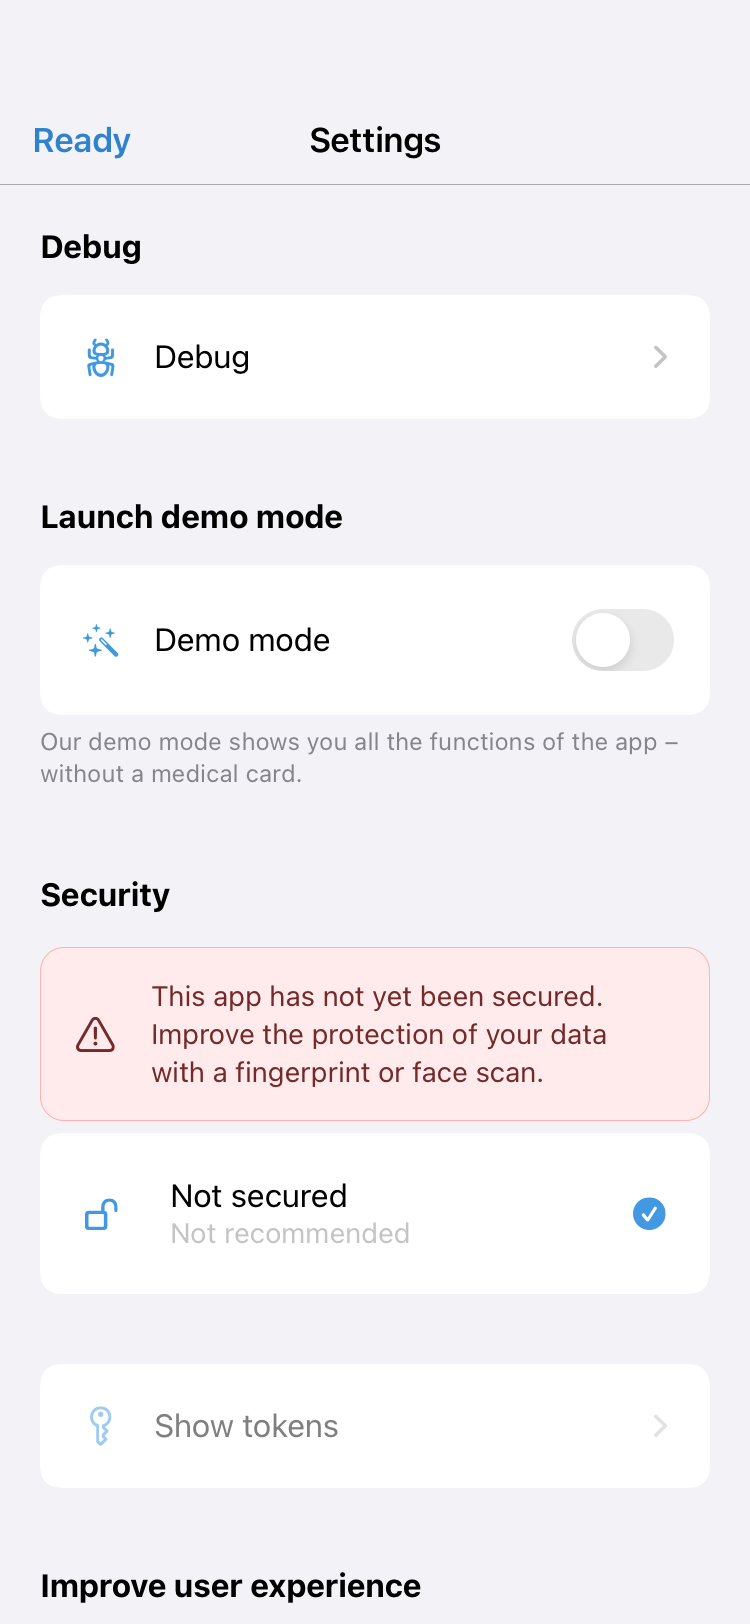 Ready
Settings
Debug
Debug
Launch demo mode
Demo mode
Our demo mode shows you all the functions of the app –
without a medical card.
Security
This app has not yet been secured.
Improve the protection of your data
with a fingerprint or face scan.
Not secured
Not recommended
Show tokens
Improve user experience